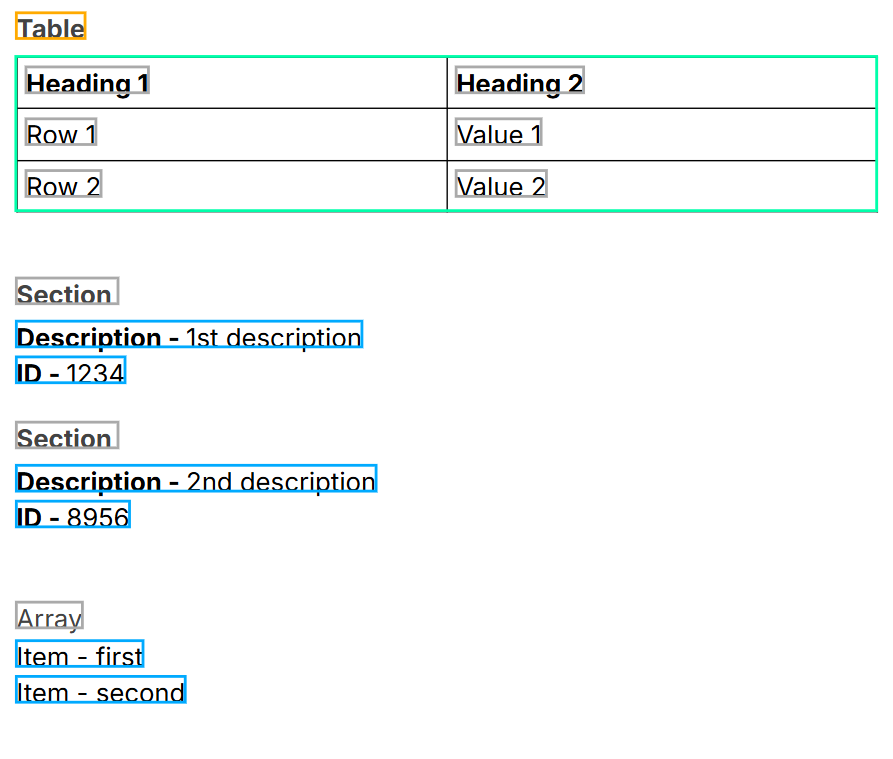 Table
Heading 1 Heading 2
Row 1 Value 1
Row 2 Value 2
Section
Description - 1st description
ID - 1234
Section
Description - 2nd description
ID - 8956
Array
Item - first
Item - second